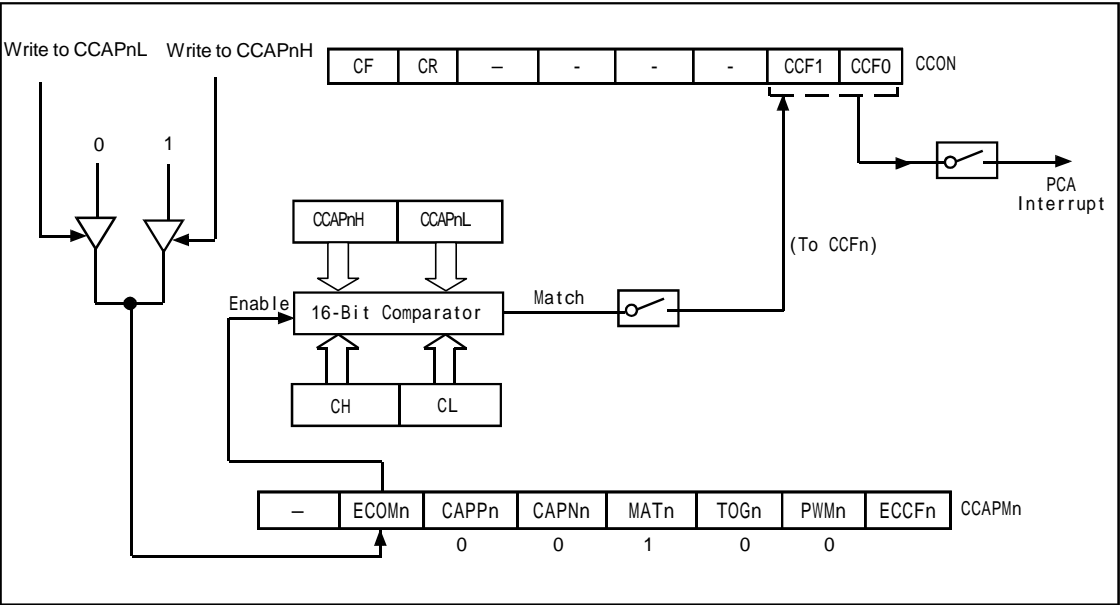 Write to CCAPnL Write to CCAPnH
CF CR – - - - CCF1 CCF0 CCON
0 1
PCA
Interrupt
CCAPnH CCAPnL
(To CCFn)
Enable 16-Bit Comparator Match
CH CL
– ECOMn CAPPn CAPNn MATn TOGn PWMn ECCFn CCAPMn
0 0 1 0 0